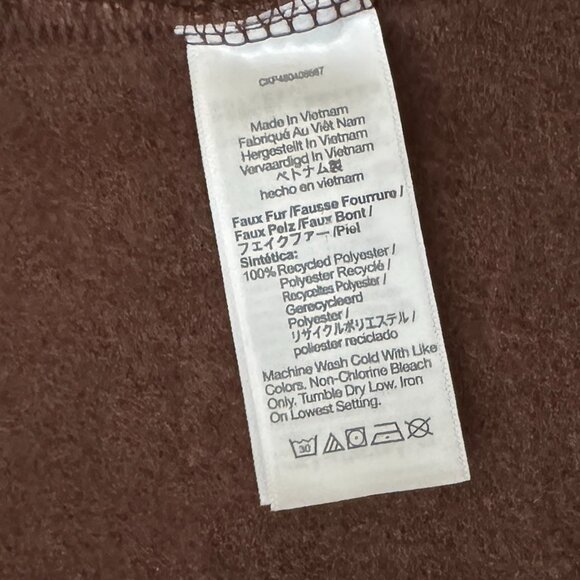 CXP480408567
Made In Vietnam
Fabriqué Au Viêt Nam
Hergestellt In Vietnam
Vervaardigd In Vietnam
ベトナム製
hecho en vietnam
Faux Fur /Fausse Fourrure /
Faux Pelz /Faux Bont /
フェイクファー /Piel
Sintética:
100% Recycled Polyester /
Polyester Recyclé /
Recyceltes Polyester /
Gerecycleerd
Polyester /
リサイクルポリエステル /
poliéster reciclado
Machine Wash Cold With Like
Colors. Non-Chlorine Bleach
Only. Tumble Dry Low. Iron
On Lowest Setting.
30